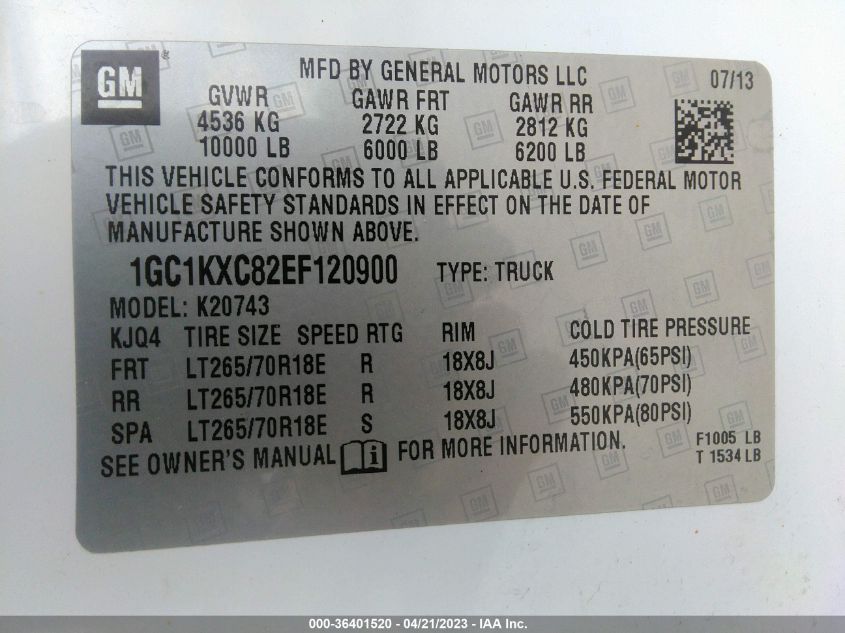 GM
MFD BY GENERAL MOTORS LLC 07/13
GVWR GAWR FRT GAWR RR
4536 KG 2722 KG 2812 KG
10000 LB 6000 LB 6200 LB
THIS VEHICLE CONFORMS TO ALL APPLICABLE U.S. FEDERAL MOTOR
VEHICLE SAFETY STANDARDS IN EFFECT ON THE DATE OF
MANUFACTURE SHOWN ABOVE.
1GC1KXC82EF120900 TYPE: TRUCK
MODEL: K20743
KJQ4 TIRE SIZE SPEED RTG RIM COLD TIRE PRESSURE
FRT LT265/70R18E R 18X8J 450KPA(65PSI)
RR LT265/70R18E R 18X8J 480KPA(70PSI)
SPA LT265/70R18E S 18X8J 550KPA(80PSI)
SEE OWNER'S MANUAL i FOR MORE INFORMATION. F1005 LB
T 1534 LB
000-36401520 - 04/21/2023 - IAA Inc.